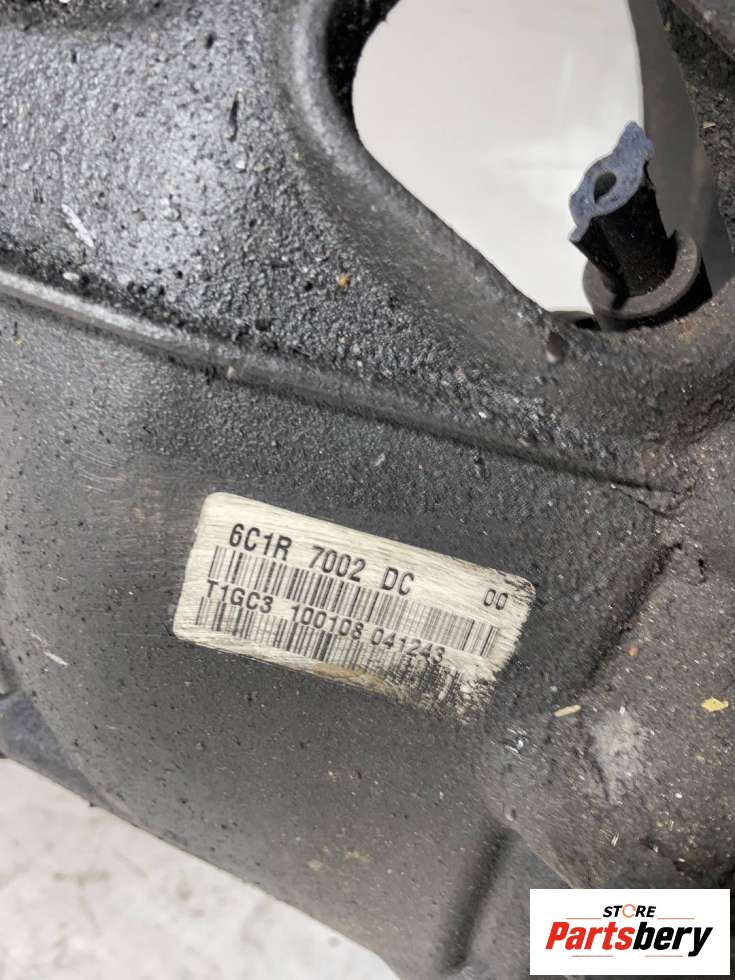 6C1R 7002 DC 00
T1GC3 100108 041243
STORE
Partsbery